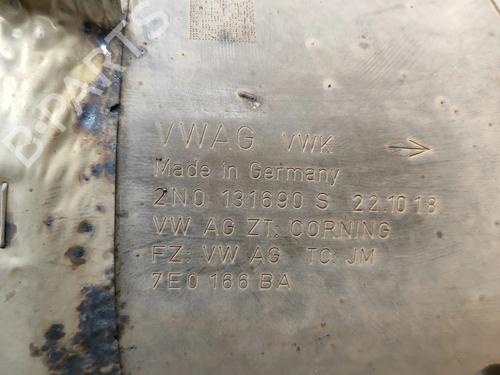 B-PARTS
VWAG VWK
Made in Germany
2N0 131690 S 22.10.18
VW AG ZT: CORNING
FZ: VW AG TC: JM
7E0 166 BA